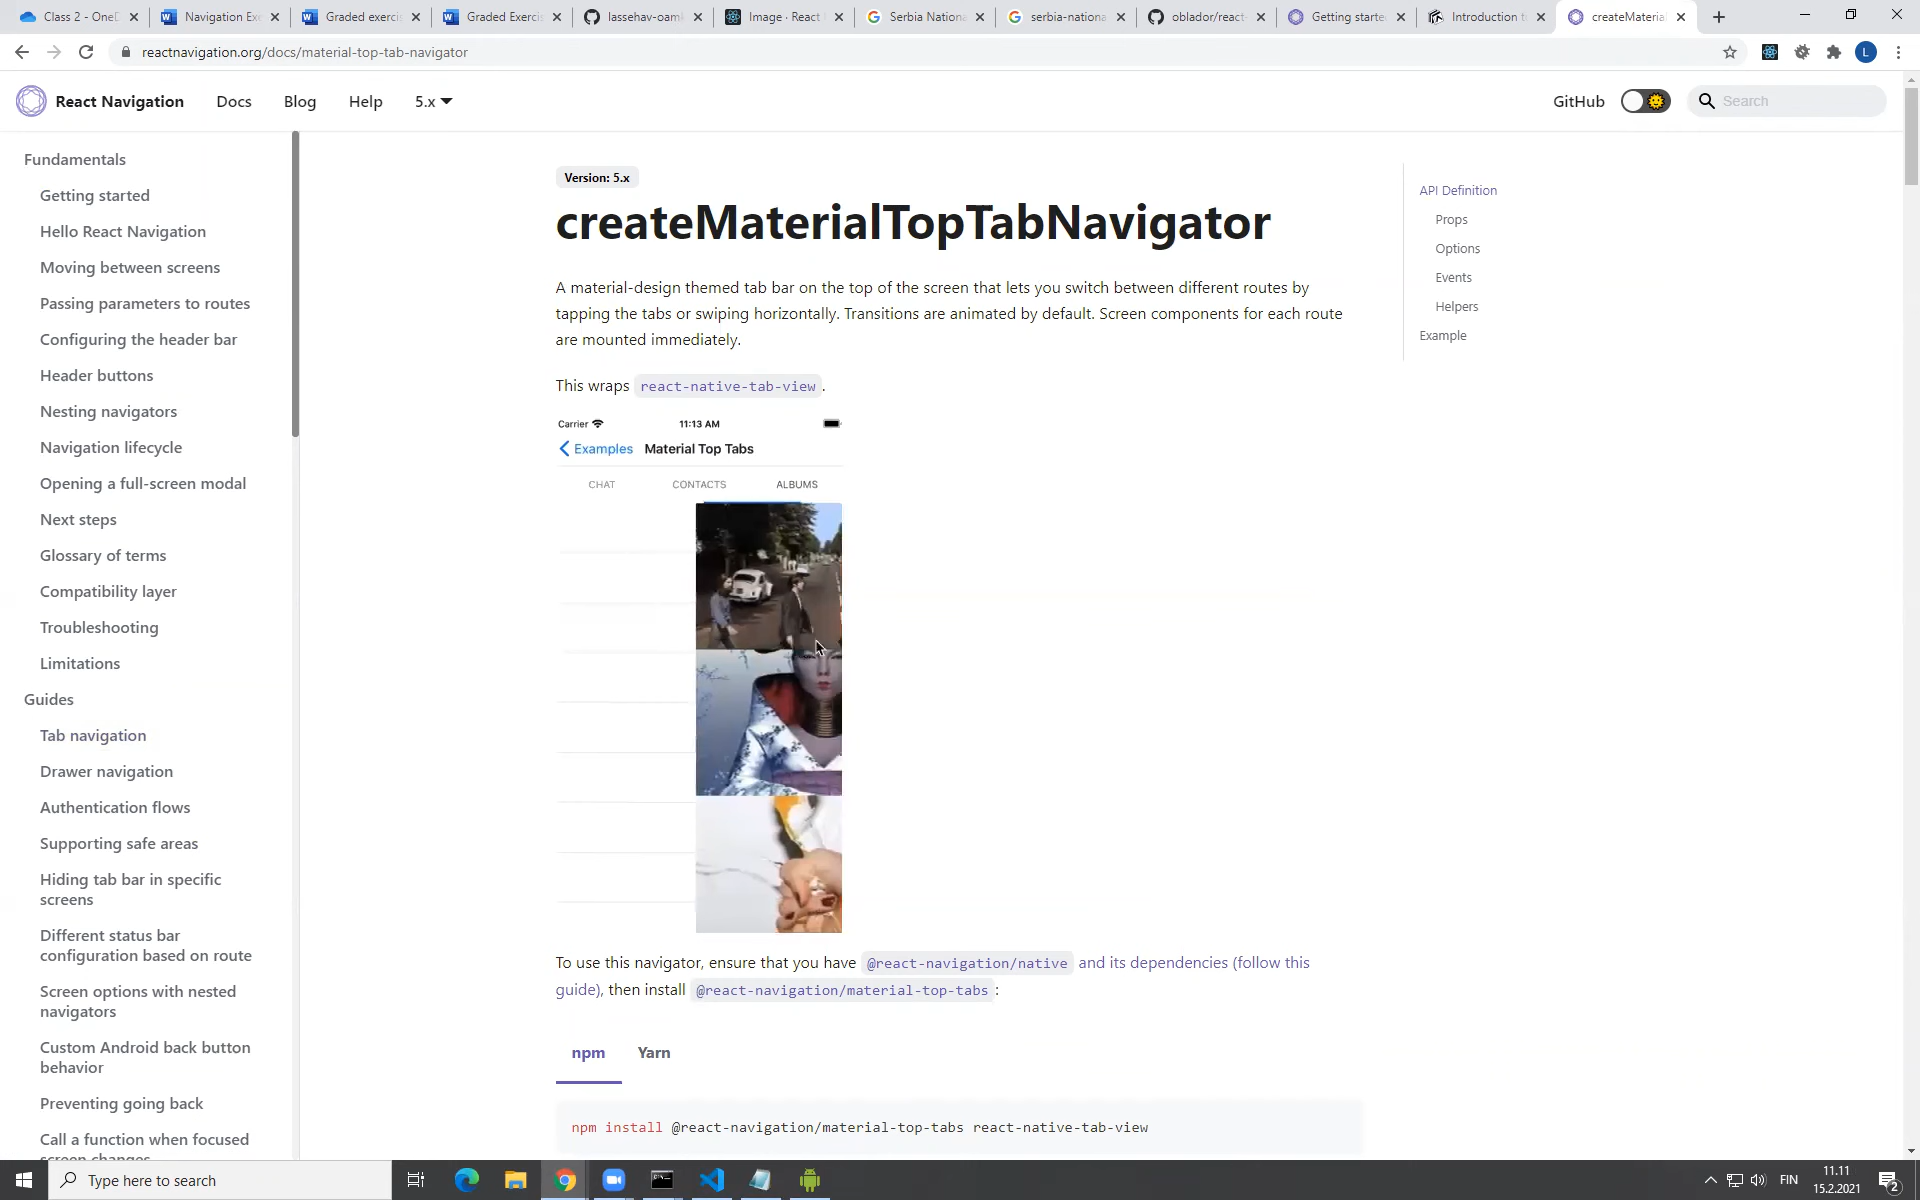 Class 2 - OneD
Navigation Exe
Graded exerci
Graded Exerci
lassehav-oaml
Image · React
Serbia Nationa
serbia-nationa
oblador/react-
Getting starte
Introduction t
createMaterial
reactnavigation.org/docs/material-top-tab-navigator
L
React Navigation
Docs
Blog
Help
5.x
GitHub
Search
Fundamentals
Getting started
Hello React Navigation
Moving between screens
Passing parameters to routes
Configuring the header bar
Header buttons
Nesting navigators
Navigation lifecycle
Opening a full-screen modal
Next steps
Glossary of terms
Compatibility layer
Troubleshooting
Limitations
Guides
Tab navigation
Drawer navigation
Authentication flows
Supporting safe areas
Hiding tab bar in specific
screens
Different status bar
configuration based on route
Screen options with nested
navigators
Custom Android back button
behavior
Preventing going back
Call a function when focused
screen changes
Version: 5.x
createMaterialTopTabNavigator
A material-design themed tab bar on the top of the screen that lets you switch between different routes by
tapping the tabs or swiping horizontally. Transitions are animated by default. Screen components for each route
are mounted immediately.
This wraps react-native-tab-view.
Carrier 11:13 AM
Examples Material Top Tabs
CHAT CONTACTS ALBUMS
To use this navigator, ensure that you have @react-navigation/native and its dependencies (follow this
guide), then install @react-navigation/material-top-tabs:
npm Yarn
npm install @react-navigation/material-top-tabs react-native-tab-view
API Definition
Props
Options
Events
Helpers
Example
Type here to search
FIN
11.11
15.2.2021
2